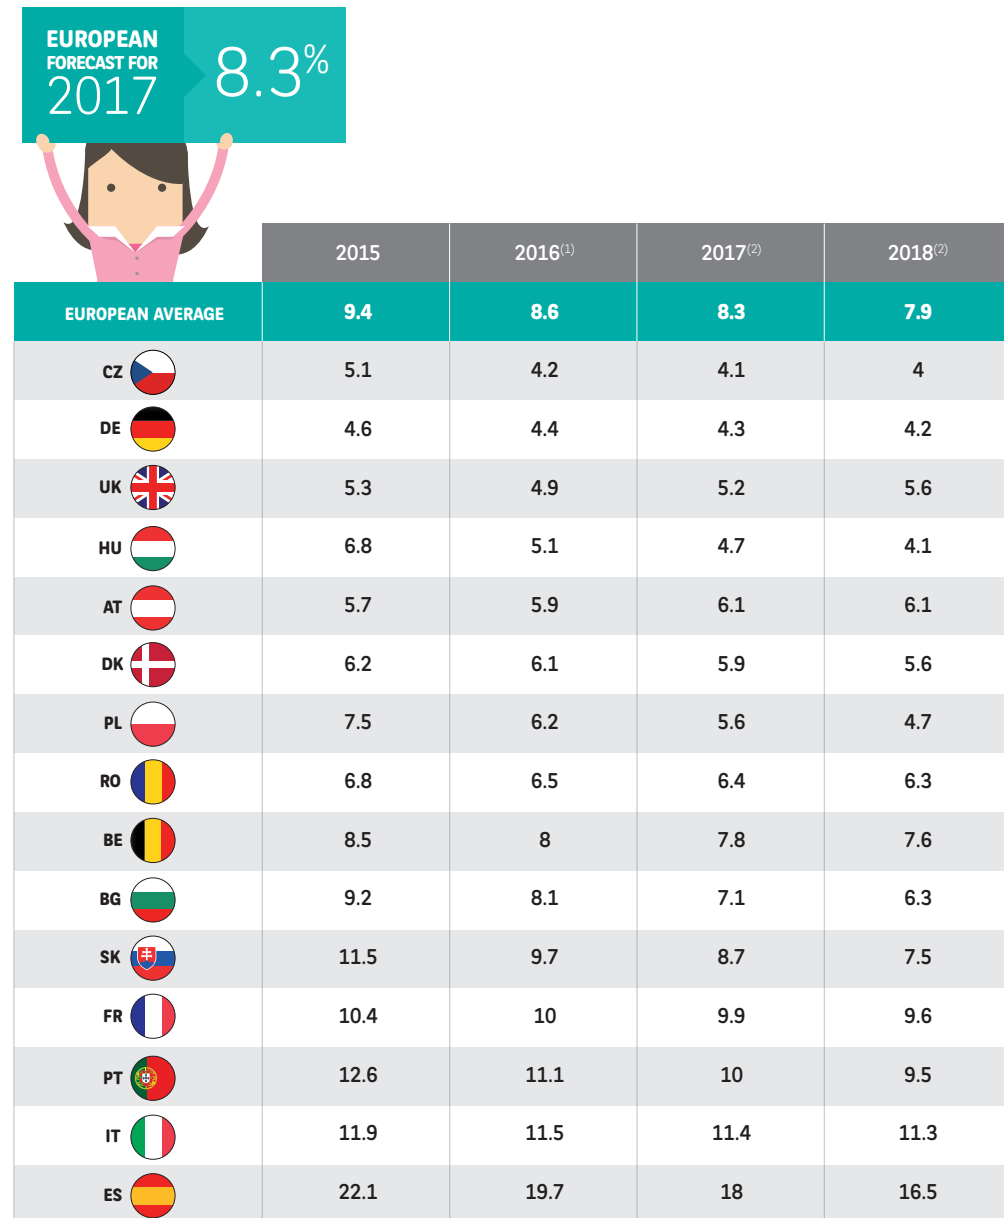 EUROPEAN
FORECAST FOR
2017
8.3%
2015 2016(1) 2017(2) 2018(2)
EUROPEAN AVERAGE 9.4 8.6 8.3 7.9
CZ 5.1 4.2 4.1 4
DE 4.6 4.4 4.3 4.2
UK 5.3 4.9 5.2 5.6
HU 6.8 5.1 4.7 4.1
AT 5.7 5.9 6.1 6.1
DK 6.2 6.1 5.9 5.6
PL 7.5 6.2 5.6 4.7
RO 6.8 6.5 6.4 6.3
BE 8.5 8 7.8 7.6
BG 9.2 8.1 7.1 6.3
SK 11.5 9.7 8.7 7.5
FR 10.4 10 9.9 9.6
PT 12.6 11.1 10 9.5
IT 11.9 11.5 11.4 11.3
ES 22.1 19.7 18 16.5